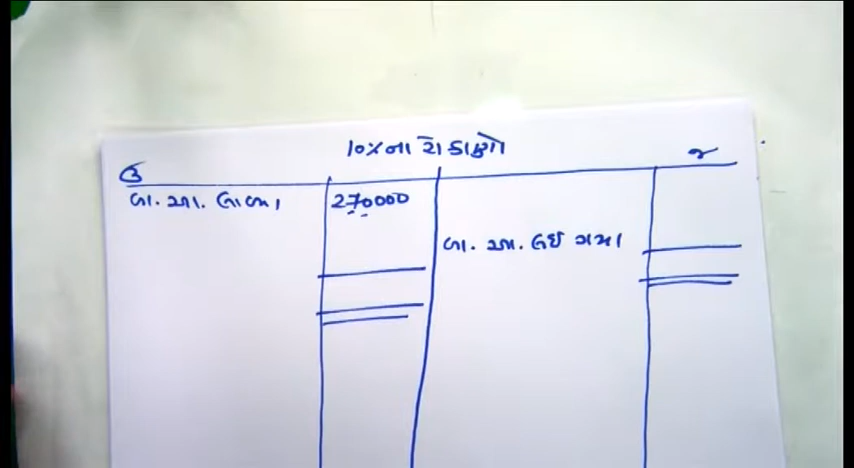 10%ના રોકાણો
ઉ જ
બા. આ. લાવ્યા 270000
બા. આ. લઈ ગયા